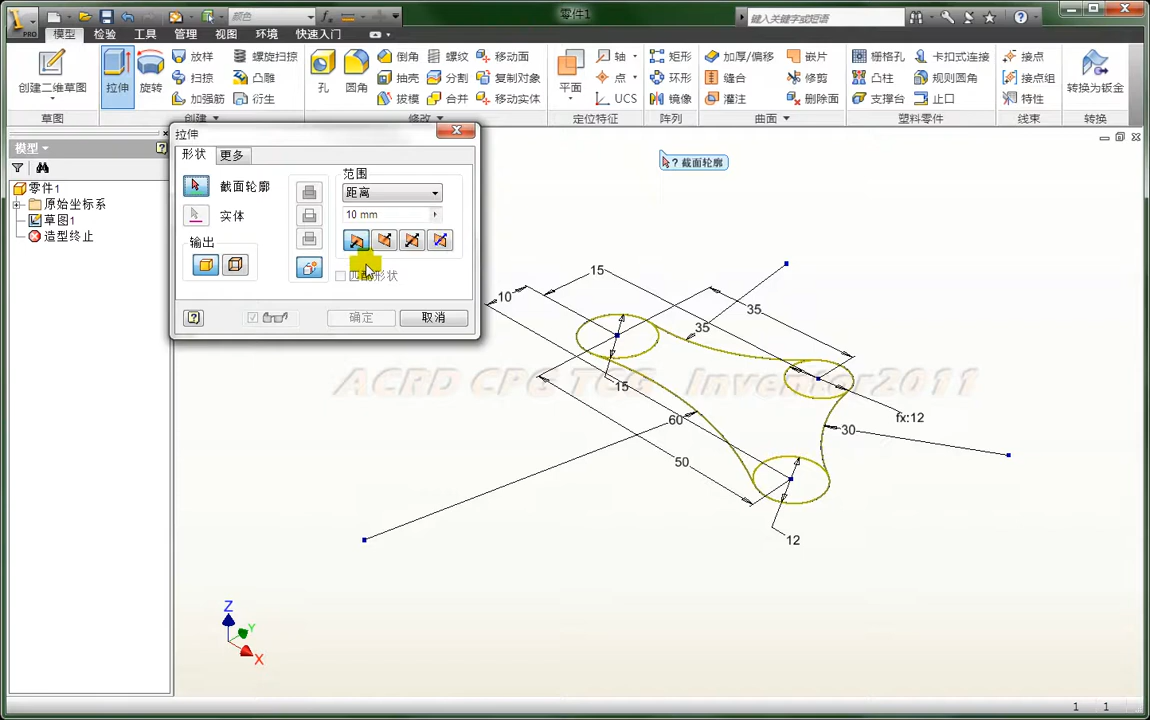 PRO
颜色
零件1
键入关键字或短语
模型 检验 工具 管理 视图 环境 快速入门
创建二维草图
拉伸
旋转
放样
螺旋扫掠
扫掠
凸雕
加强筋
衍生
孔
圆角
倒角
螺纹
移动面
抽壳
分割
复制对象
拔模
合并
移动实体
平面
轴
点
UCS
矩形
环形
镜像
加厚/偏移
嵌片
缝合
修剪
灌注
删除面
栅格孔
卡扣式连接
凸柱
规则圆角
支撑台
止口
接点
接点组
特性
转换为钣金
草图
创建
修改
定位特征
阵列
曲面
塑料零件
线束
转换
模型
零件1
原始坐标系
草图1
造型终止
拉伸
形状
更多
截面轮廓
实体
输出
范围
距离
10 mm
匹配形状
确定
取消
? 截面轮廓
15
10
35
35
15
60
fx:12
30
50
12
ACRD CPG TCG Inventor2011
Z
Y
X
1 1